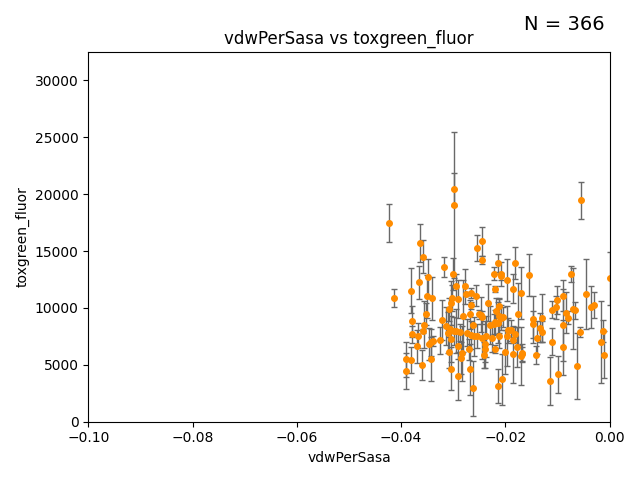 N = 366
vdwPerSasa vs toxgreen_fluor
30000
25000
20000
15000
10000
5000
0
toxgreen_fluor
−0.10 −0.08 −0.06 −0.04 −0.02 0.00
vdwPerSasa